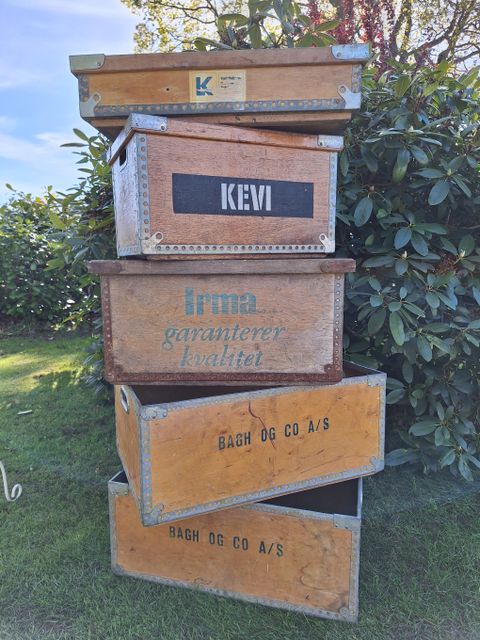 K
KEVI
Irma
garanterer
kvalitet
BAGH OG CO A/S
BAGH OG CO A/S